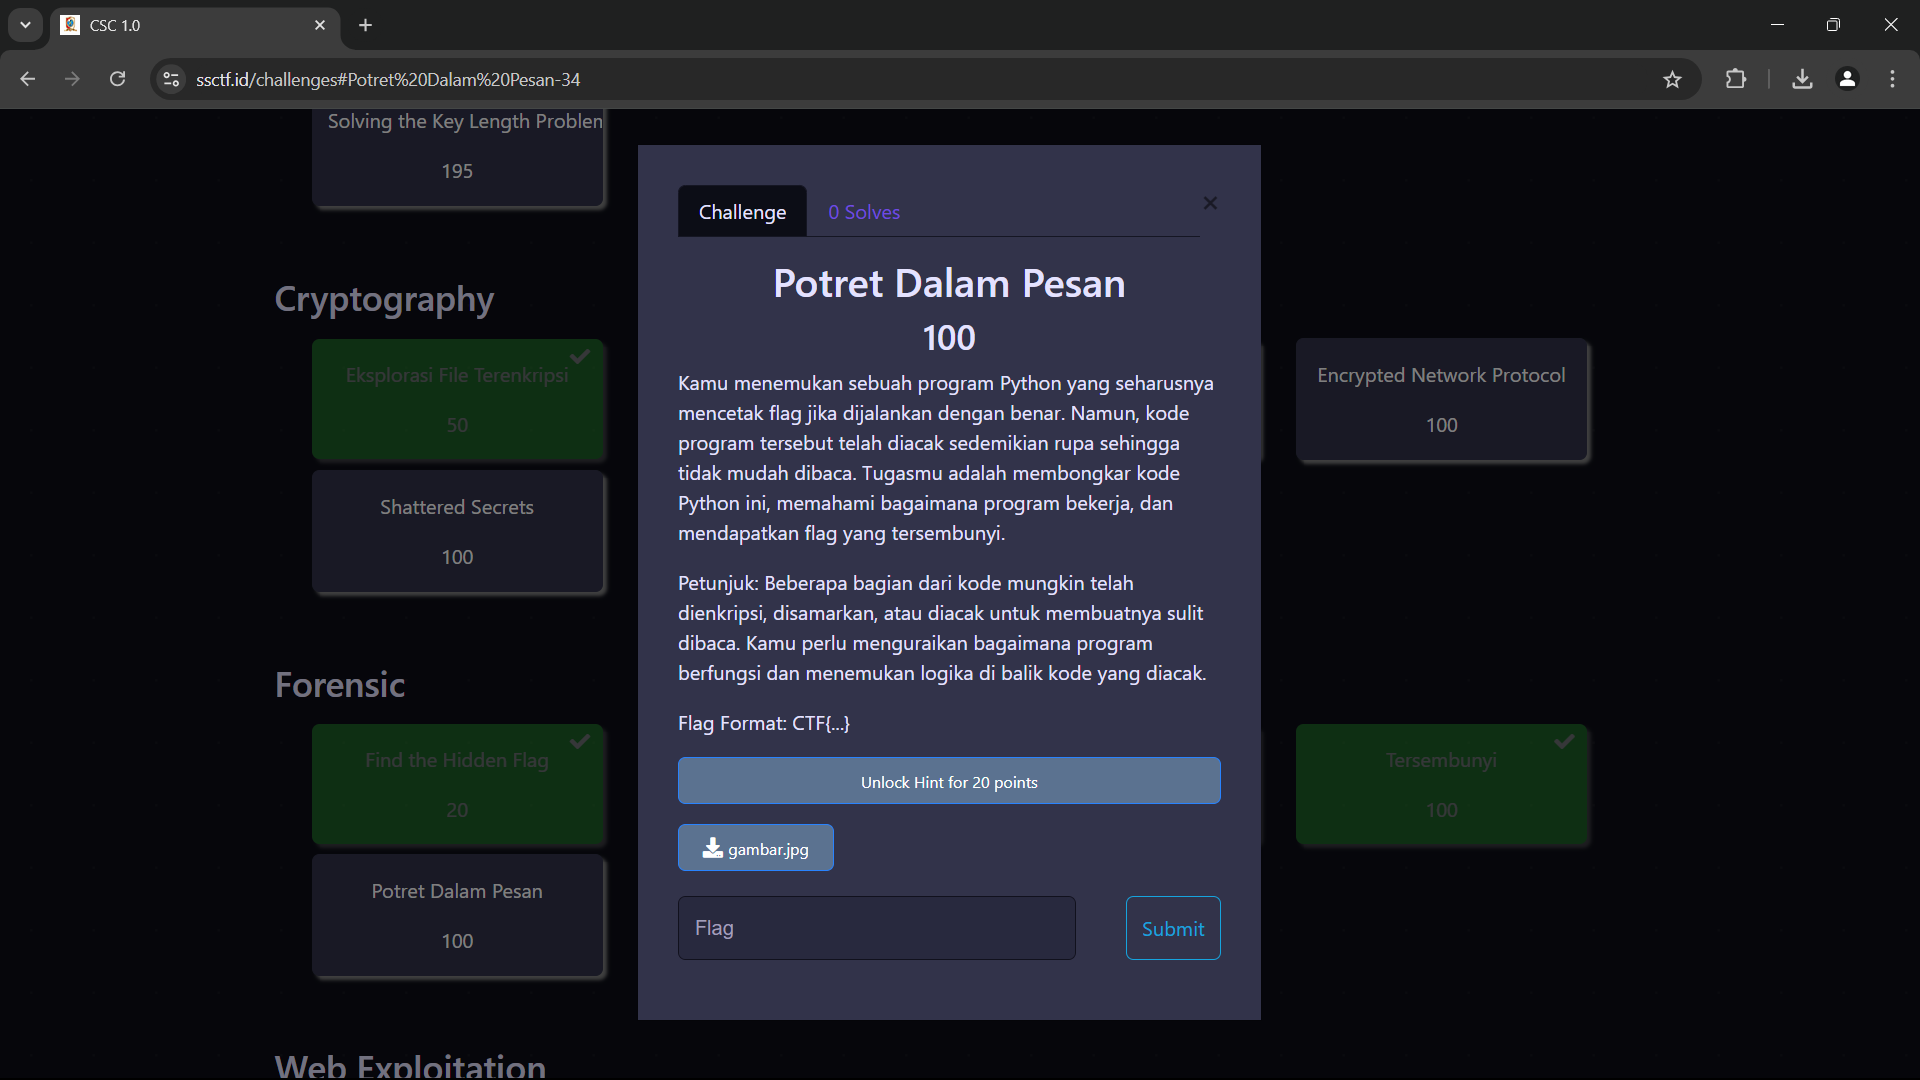 CSC 1.0
ssctf.id/challenges#Potret%20Dalam%20Pesan-34
Solving the Key Length Problem
195
Cryptography
Eksplorasi File Terenkripsi
50
Encrypted Network Protocol
100
Shattered Secrets
100
Forensic
Find the Hidden Flag
20
Tersembunyi
100
Potret Dalam Pesan
100
Web Exploitation
Challenge
0 Solves
Potret Dalam Pesan
100
Kamu menemukan sebuah program Python yang seharusnya
mencetak flag jika dijalankan dengan benar. Namun, kode
program tersebut telah diacak sedemikian rupa sehingga
tidak mudah dibaca. Tugasmu adalah membongkar kode
Python ini, memahami bagaimana program bekerja, dan
mendapatkan flag yang tersembunyi.
Petunjuk: Beberapa bagian dari kode mungkin telah
dienkripsi, disamarkan, atau diacak untuk membuatnya sulit
dibaca. Kamu perlu menguraikan bagaimana program
berfungsi dan menemukan logika di balik kode yang diacak.
Flag Format: CTF{...}
Unlock Hint for 20 points
gambar.jpg
Flag
Submit